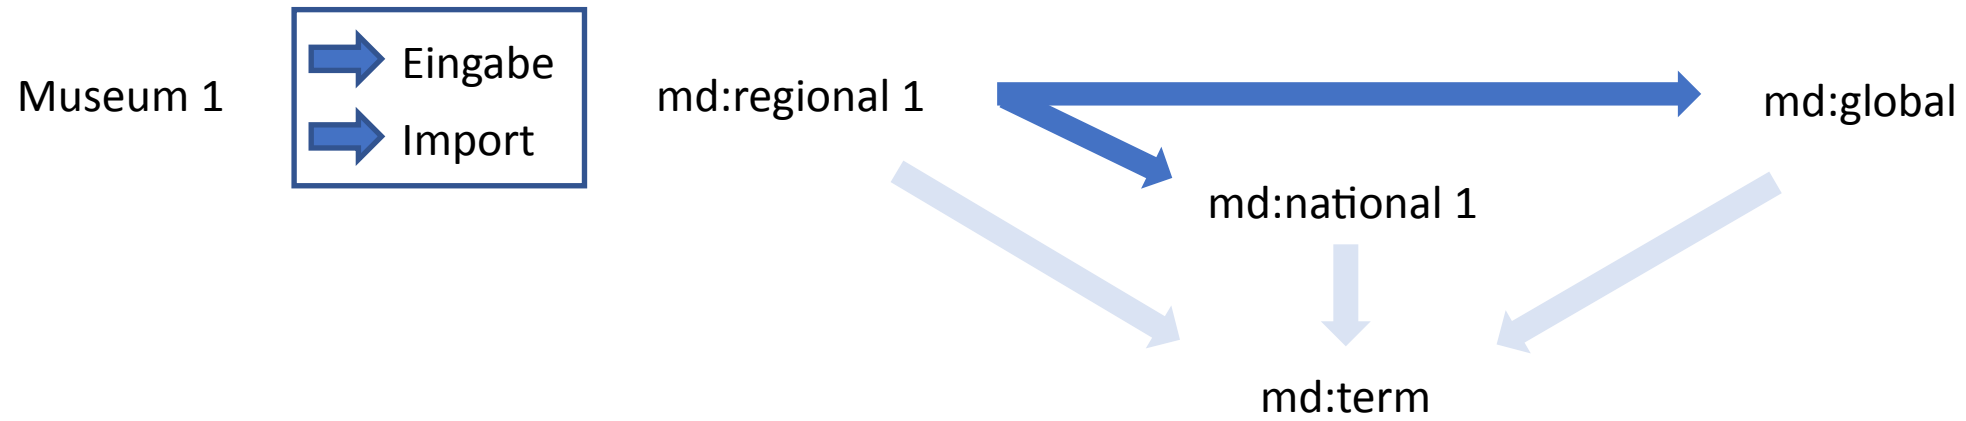 Museum 1
Eingabe
Import
md:regional 1
md:global
md:national 1
md:term